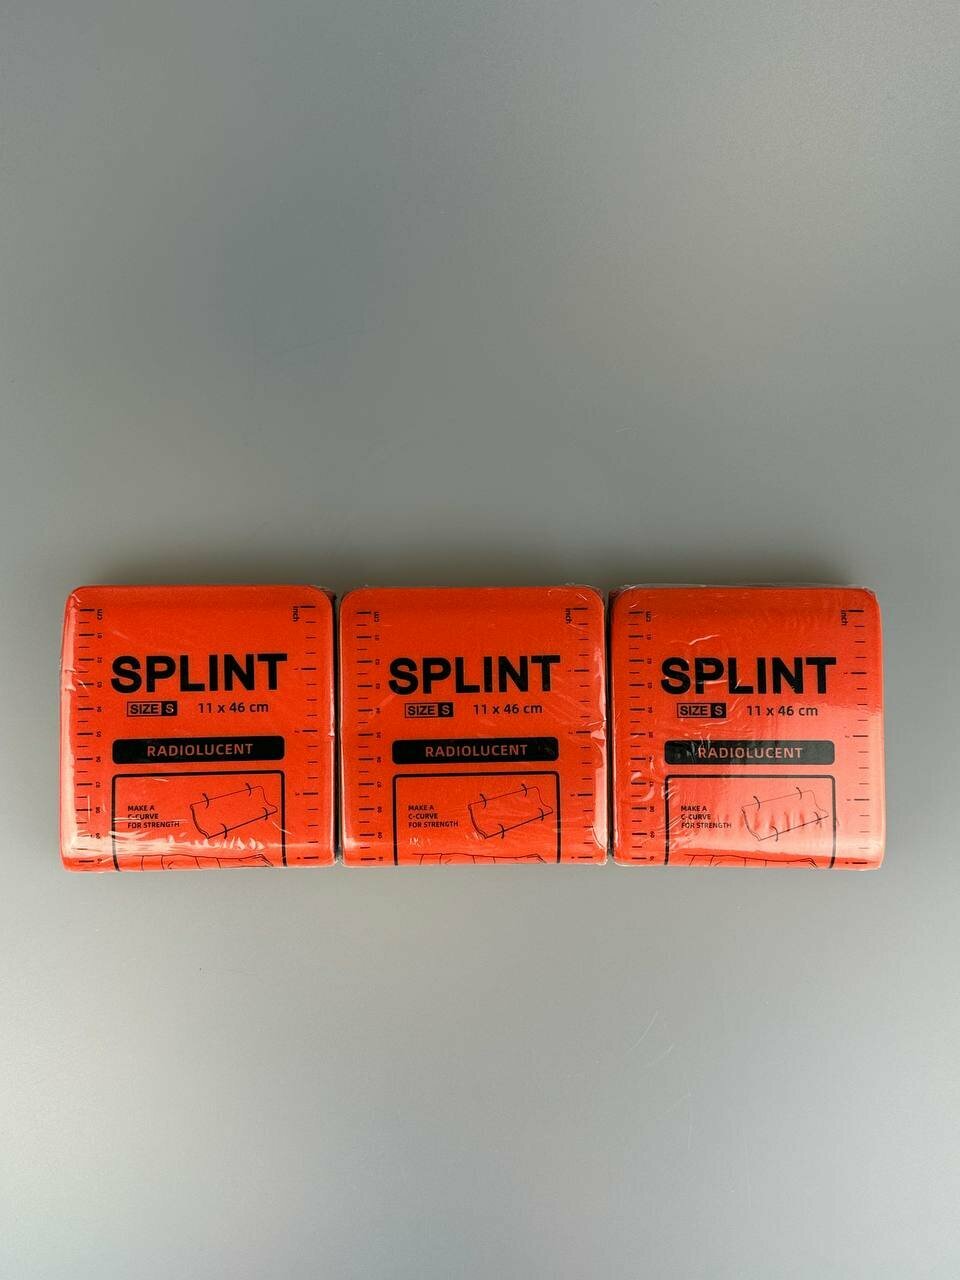 cm
inch
SPLINT
SIZE S 11 x 46 cm
RADIOLUCENT
MAKE A
C-CURVE
FOR STRENGTH
cm
inch
SPLINT
SIZE S 11 x 46 cm
RADIOLUCENT
MAKE A
C-CURVE
FOR STRENGTH
cm
inch
SPLINT
SIZE S 11 x 46 cm
RADIOLUCENT
MAKE A
C-CURVE
FOR STRENGTH